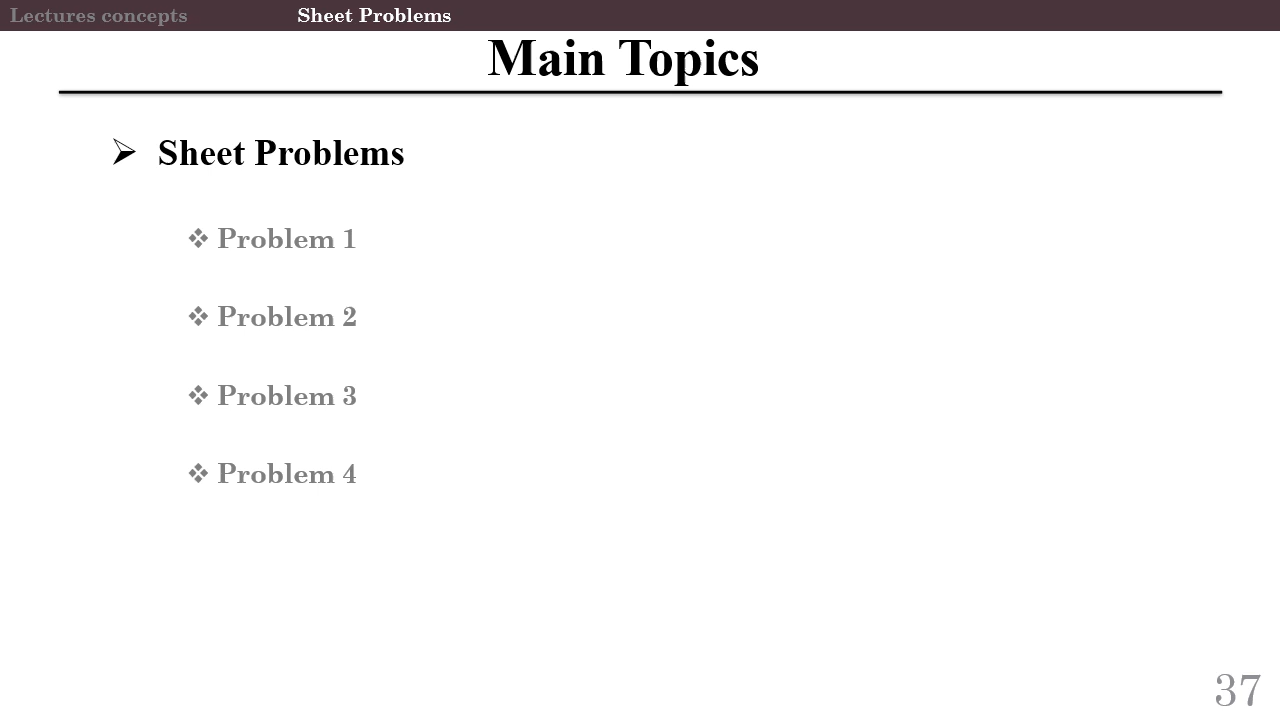 Lectures concepts Sheet Problems
Main Topics
➢ Sheet Problems
❖ Problem 1
❖ Problem 2
❖ Problem 3
❖ Problem 4
37